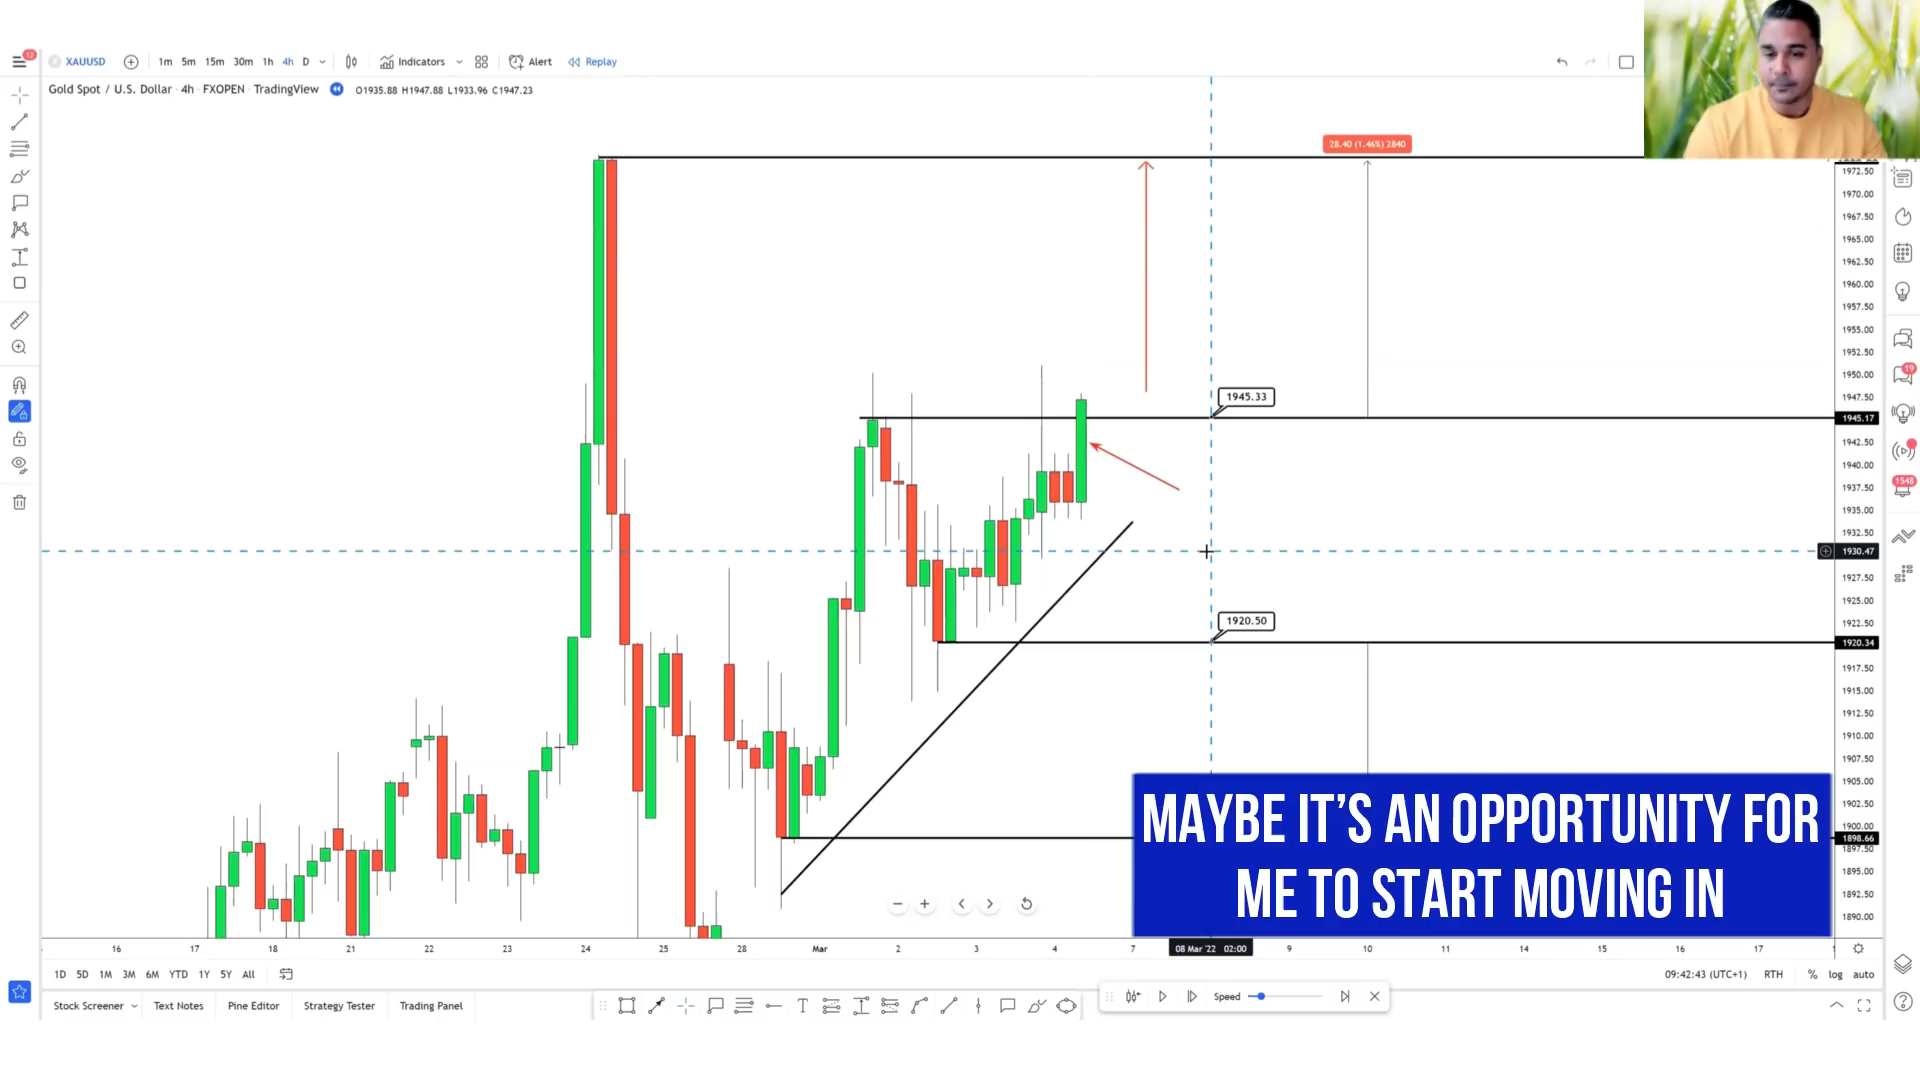 12
XAUUSD
1m 5m 15m 30m 1h 4h D
Indicators
Alert
Replay
Gold Spot / U.S. Dollar · 4h · FXOPEN · TradingView
O1935.88 H1947.88 L1933.96 C1947.23
28.40 (1.46%) 2840
1972.50
1970.00
1967.50
1965.00
1962.50
1960.00
1957.50
1955.00
1952.50
1950.00
1947.50
1945.33
1945.17
1942.50
1940.00
1937.50
1935.00
1932.50
1930.47
1927.50
1925.00
1922.50
1920.50
1920.34
1917.50
1915.00
1912.50
1910.00
1907.50
1905.00
1902.50
1900.00
1898.66
1897.50
1895.00
1892.50
1890.00
19
1548
MAYBE IT'S AN OPPORTUNITY FOR
ME TO START MOVING IN
16 17 18 21 22 23 24 25 28 Mar 2 3 4 7 08 Mar '22 02:00 9 10 11 14 15 16 17
1D 5D 1M 3M 6M YTD 1Y 5Y All
09:42:43 (UTC+1) RTH % log auto
Stock Screener Text Notes Pine Editor Strategy Tester Trading Panel
Speed